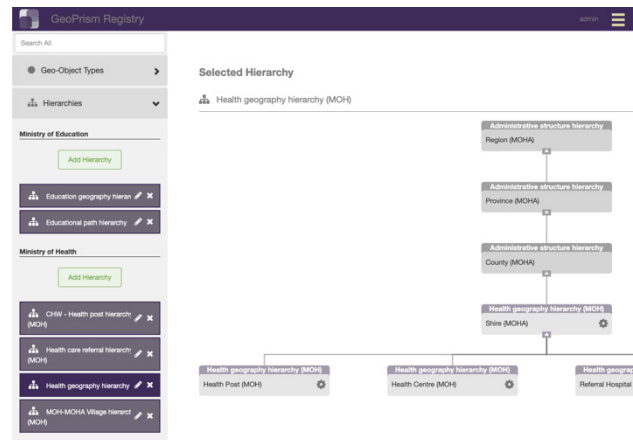 GeoPrism Registry
admin
Search All
Geo-Object Types
Hierarchies
Ministry of Education
Add Hierarchy
Education geography hieran
Educational path hierarchy
Ministry of Health
Add Hierarchy
CHW - Health post hierarchy
(MOH)
Health care referral hierarchy
(MOH)
Health geography hierarchy
MOH-MOHA Village hierarch
(MOH)
Selected Hierarchy
Health geography hierarchy (MOH)
Administrative structure hierarchy
Region (MOHA)
Administrative structure hierarchy
Province (MOHA)
Administrative structure hierarchy
County (MOHA)
Health geography hierarchy (MOH)
Shire (MOHA)
Health geography hierarchy (MOH)
Health Post (MOH)
Health geography hierarchy (MOH)
Health Centre (MOH)
Health geograp
Referral Hospital